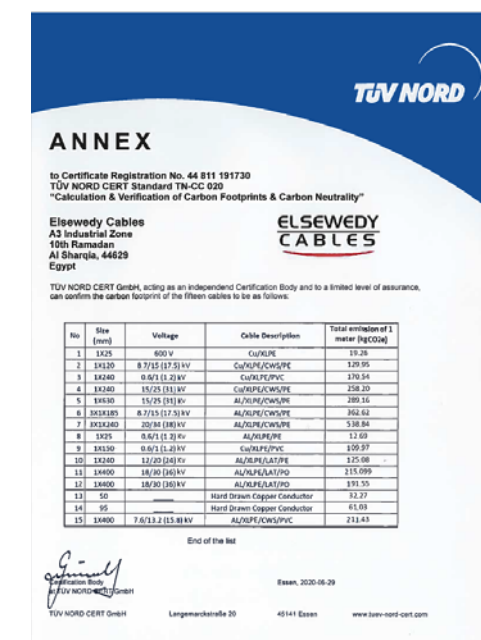 TÜV NORD
ANNEX
to Certificate Registration No. 44 811 191730
TÜV NORD CERT Standard TN-CC 020
"Calculation & Verification of Carbon Footprints & Carbon Neutrality"
Elsewedy Cables
A3 Industrial Zone
10th Ramadan
Al Sharqia, 44629
Egypt
ELSEWEDY
CABLES
TÜV NORD CERT GmbH, acting as an independend Certification Body and to a limited level of assurance,
can confirm the carbon footprint of the fifteen cables to be as follows:
No Size (mm) Voltage Cable Description Total emission of 1 meter (kgCO2e)
1 1X25 600 V Cu/XLPE 19.26
2 1X120 8.7/15 (17.5) kV Cu/XLPE/CWS/PE 129.95
3 1X240 0.6/1 (1.2) kV Cu/XLPE/PVC 170.54
4 1X240 15/25 (31) kV Cu/XLPE/CWS/PE 258.20
5 1X630 15/25 (31) kv AL/XLPE/CWS/PE 289.16
6 3X1X185 8.7/15 (17.5) kV AL/XLPE/CWS/PE 362.62
7 3X1X240 20/34 (38) kV AL/XLPE/CWS/PE 538.84
8 1X25 0.6/1 (1.2) kv AL/XLPE/PE 12.69
9 1X150 0.6/1 (1.2) kV Cu/XLPE/PVC 109.97
10 1X240 12/20 (24) Kv AL/XLPE/LAT/PE 125.08
11 1X400 18/30 (36) kV AL/XLPE/LAT/PO 215,099
12 1X400 18/30 (36) kV AL/XLPE/LAT/PO 191.55
13 50 Hard Drawn Copper Conductor 32.27
14 95 Hard Drawn Copper Conductor 61.03
15 1X400 7.6/13.2 (15.8) kV AL/XLPE/CWS/PVC 211.43
End of the list
Certification Body
at TÜV NORD CERT GmbH
Essen, 2020-06-29
TÜV NORD CERT GmbH Langemarckstraße 20 45141 Essen www.tuev-nord-cert.com